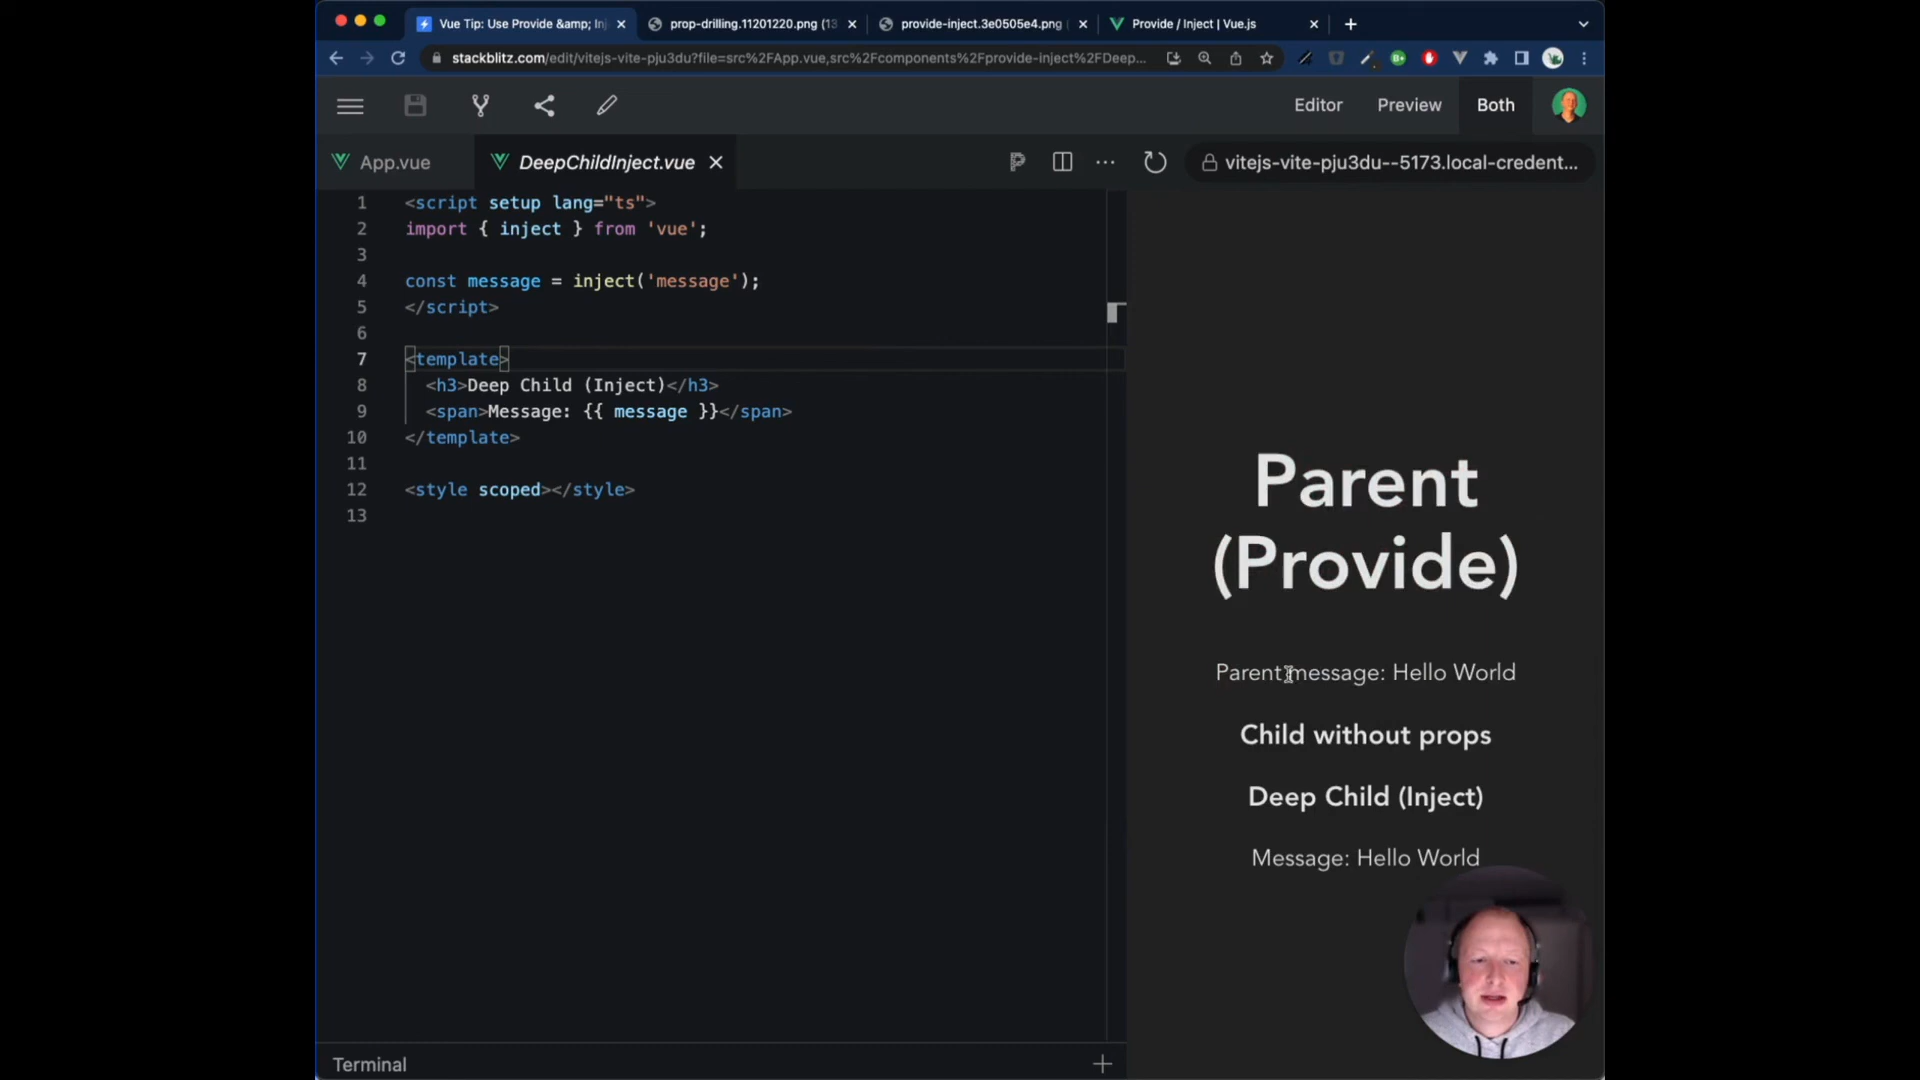 Vue Tip: Use Provide &amp; Inj
prop-drilling.11201220.png (13
provide-inject.3e0505e4.png (
Provide / Inject | Vue.js
stackblitz.com/edit/vitejs-vite-pju3du?file=src%2FApp.vue,src%2Fcomponents%2Fprovide-inject%2FDeep...
Editor
Preview
Both
App.vue
DeepChildInject.vue
vitejs-vite-pju3du--5173.local-credent...
1 <script setup lang="ts">
2 import { inject } from 'vue';
3
4 const message = inject('message');
5 </script>
6
7 <template>
8 <h3>Deep Child (Inject)</h3>
9 <span>Message: {{ message }}</span>
10 </template>
11
12 <style scoped></style>
13
Parent
(Provide)
Parent message: Hello World
Child without props
Deep Child (Inject)
Message: Hello World
Terminal